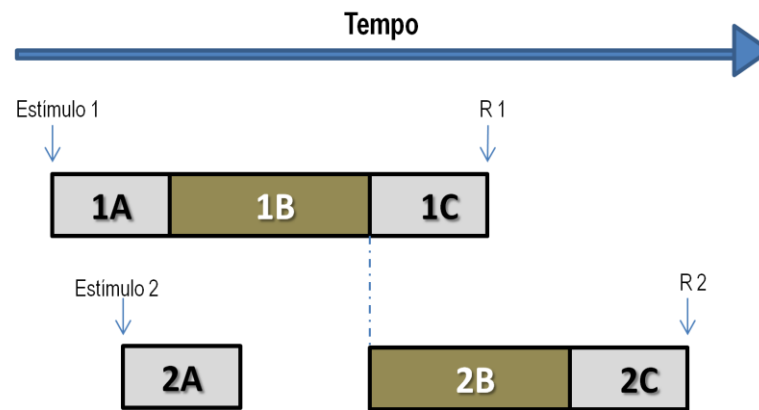 Tempo
Estímulo 1
R 1
1A
1B
1C
Estímulo 2
R 2
2A
2B
2C